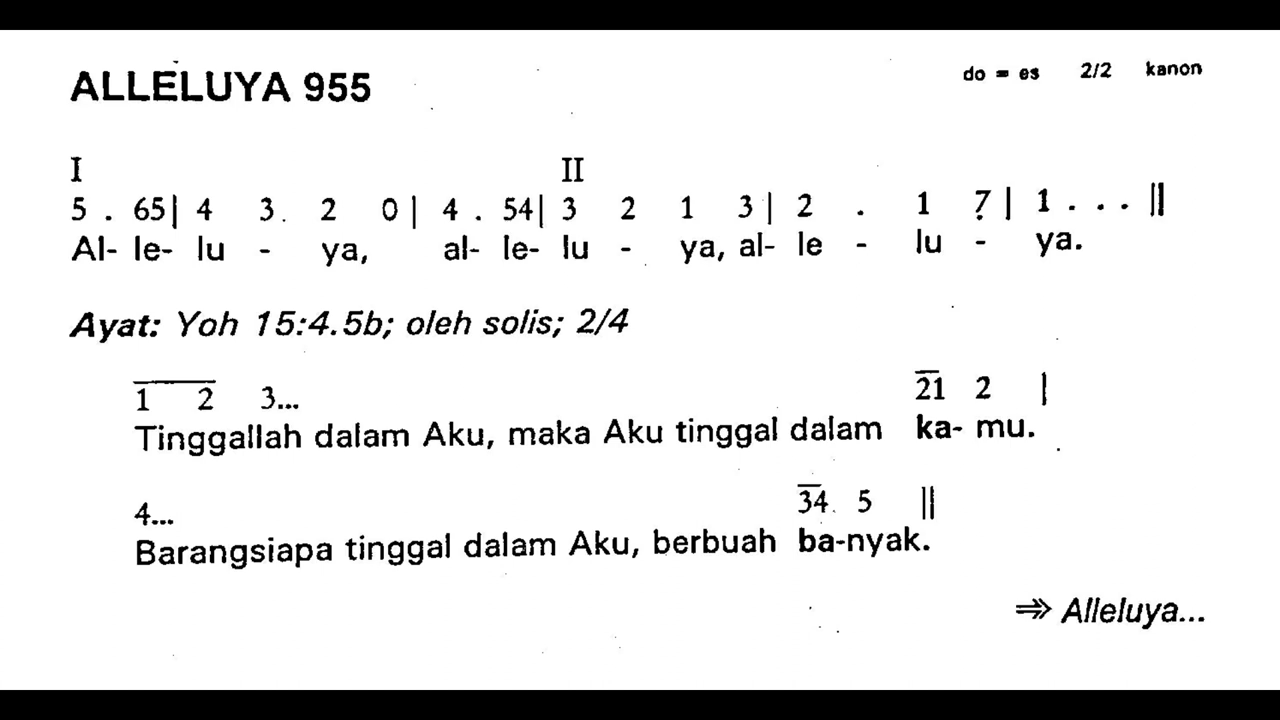 ALLELUYA 955
do = es 2/2 kanon
I II
5 . 65| 4 3 2 0| 4 . 54| 3 2 1 3| 2 . 1 7̣ | 1 . . . ||
Al- le- lu - ya, al- le- lu - ya, al- le - lu - ya.
Ayat: Yoh 15:4.5b; oleh solis; 2/4
1 2 3... 21 2 |
Tinggallah dalam Aku, maka Aku tinggal dalam ka- mu.
4... 34 5 ||
Barangsiapa tinggal dalam Aku, berbuah ba-nyak.
⇒ Alleluya...